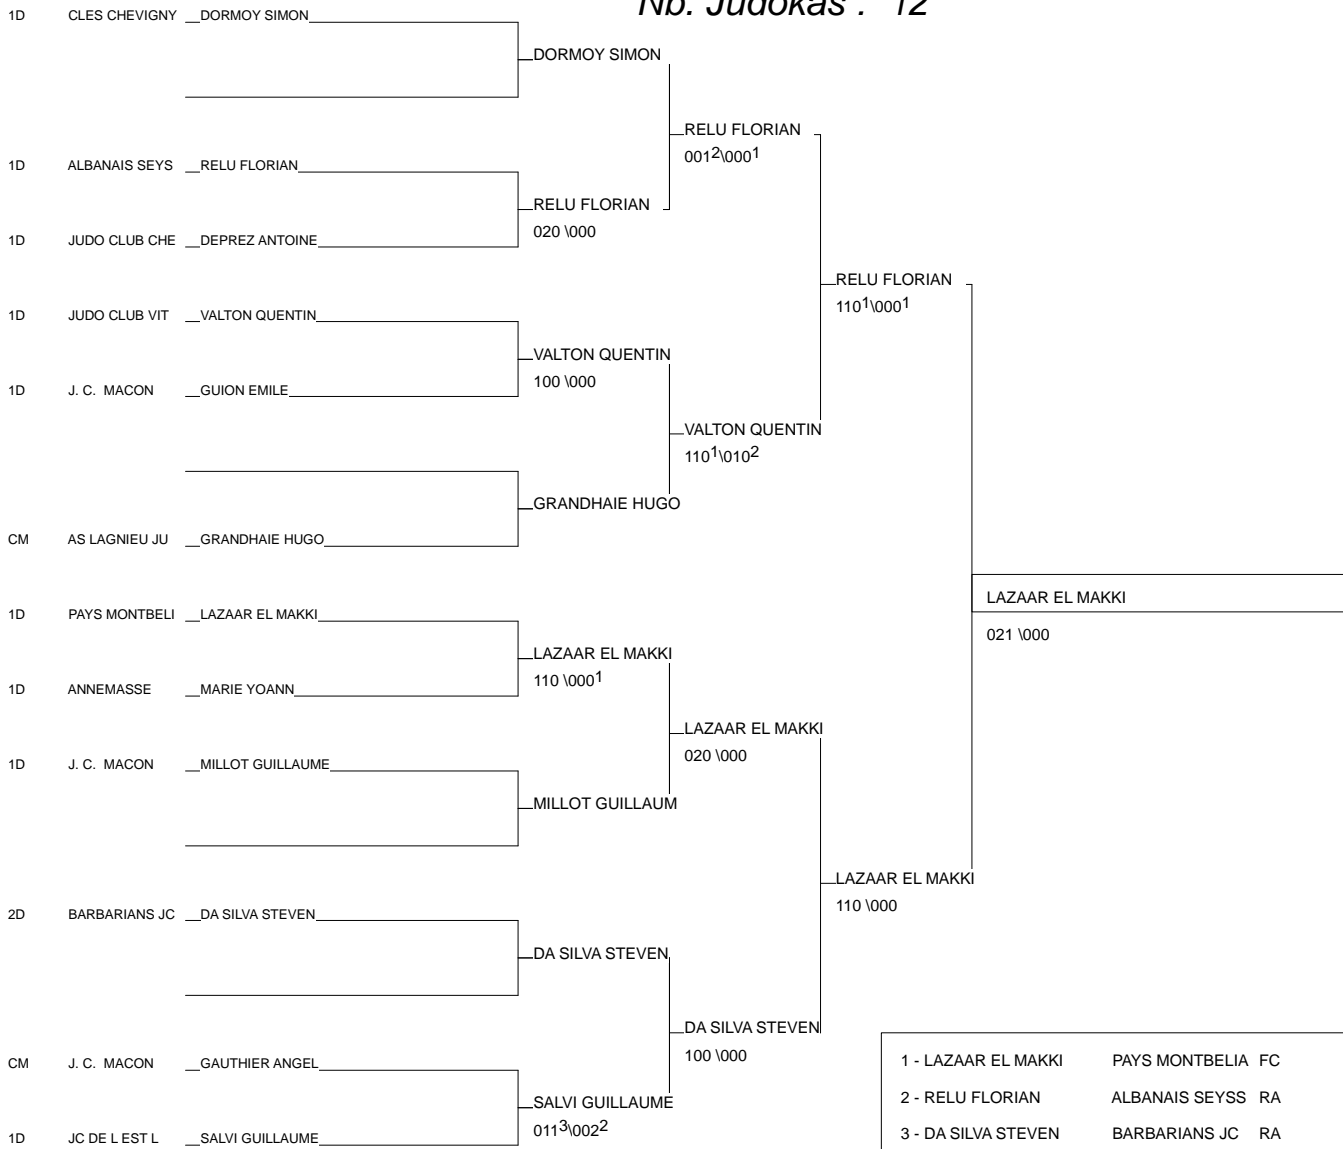 Nb. Judokas : 12
1D CLES CHEVIGNY DORMOY SIMON
DORMOY SIMON
RELU FLORIAN
001²\000¹
1D ALBANAIS SEYS RELU FLORIAN
RELU FLORIAN
020 \000
1D JUDO CLUB CHE DEPREZ ANTOINE
RELU FLORIAN
110¹\000¹
1D JUDO CLUB VIT VALTON QUENTIN
VALTON QUENTIN
100 \000
1D J. C. MACON GUION EMILE
VALTON QUENTIN
110¹\010²
GRANDHAIE HUGO
CM AS LAGNIEU JU GRANDHAIE HUGO
LAZAAR EL MAKKI
021 \000
1D PAYS MONTBELI LAZAAR EL MAKKI
LAZAAR EL MAKKI
110 \000¹
1D ANNEMASSE MARIE YOANN
LAZAAR EL MAKKI
020 \000
1D J. C. MACON MILLOT GUILLAUME
MILLOT GUILLAUM
LAZAAR EL MAKKI
110 \000
2D BARBARIANS JC DA SILVA STEVEN
DA SILVA STEVEN
DA SILVA STEVEN
100 \000
CM J. C. MACON GAUTHIER ANGEL
SALVI GUILLAUME
011³\002²
1D JC DE L EST L SALVI GUILLAUME
1 - LAZAAR EL MAKKI PAYS MONTBELIA FC
2 - RELU FLORIAN ALBANAIS SEYSS RA
3 - DA SILVA STEVEN BARBARIANS JC RA